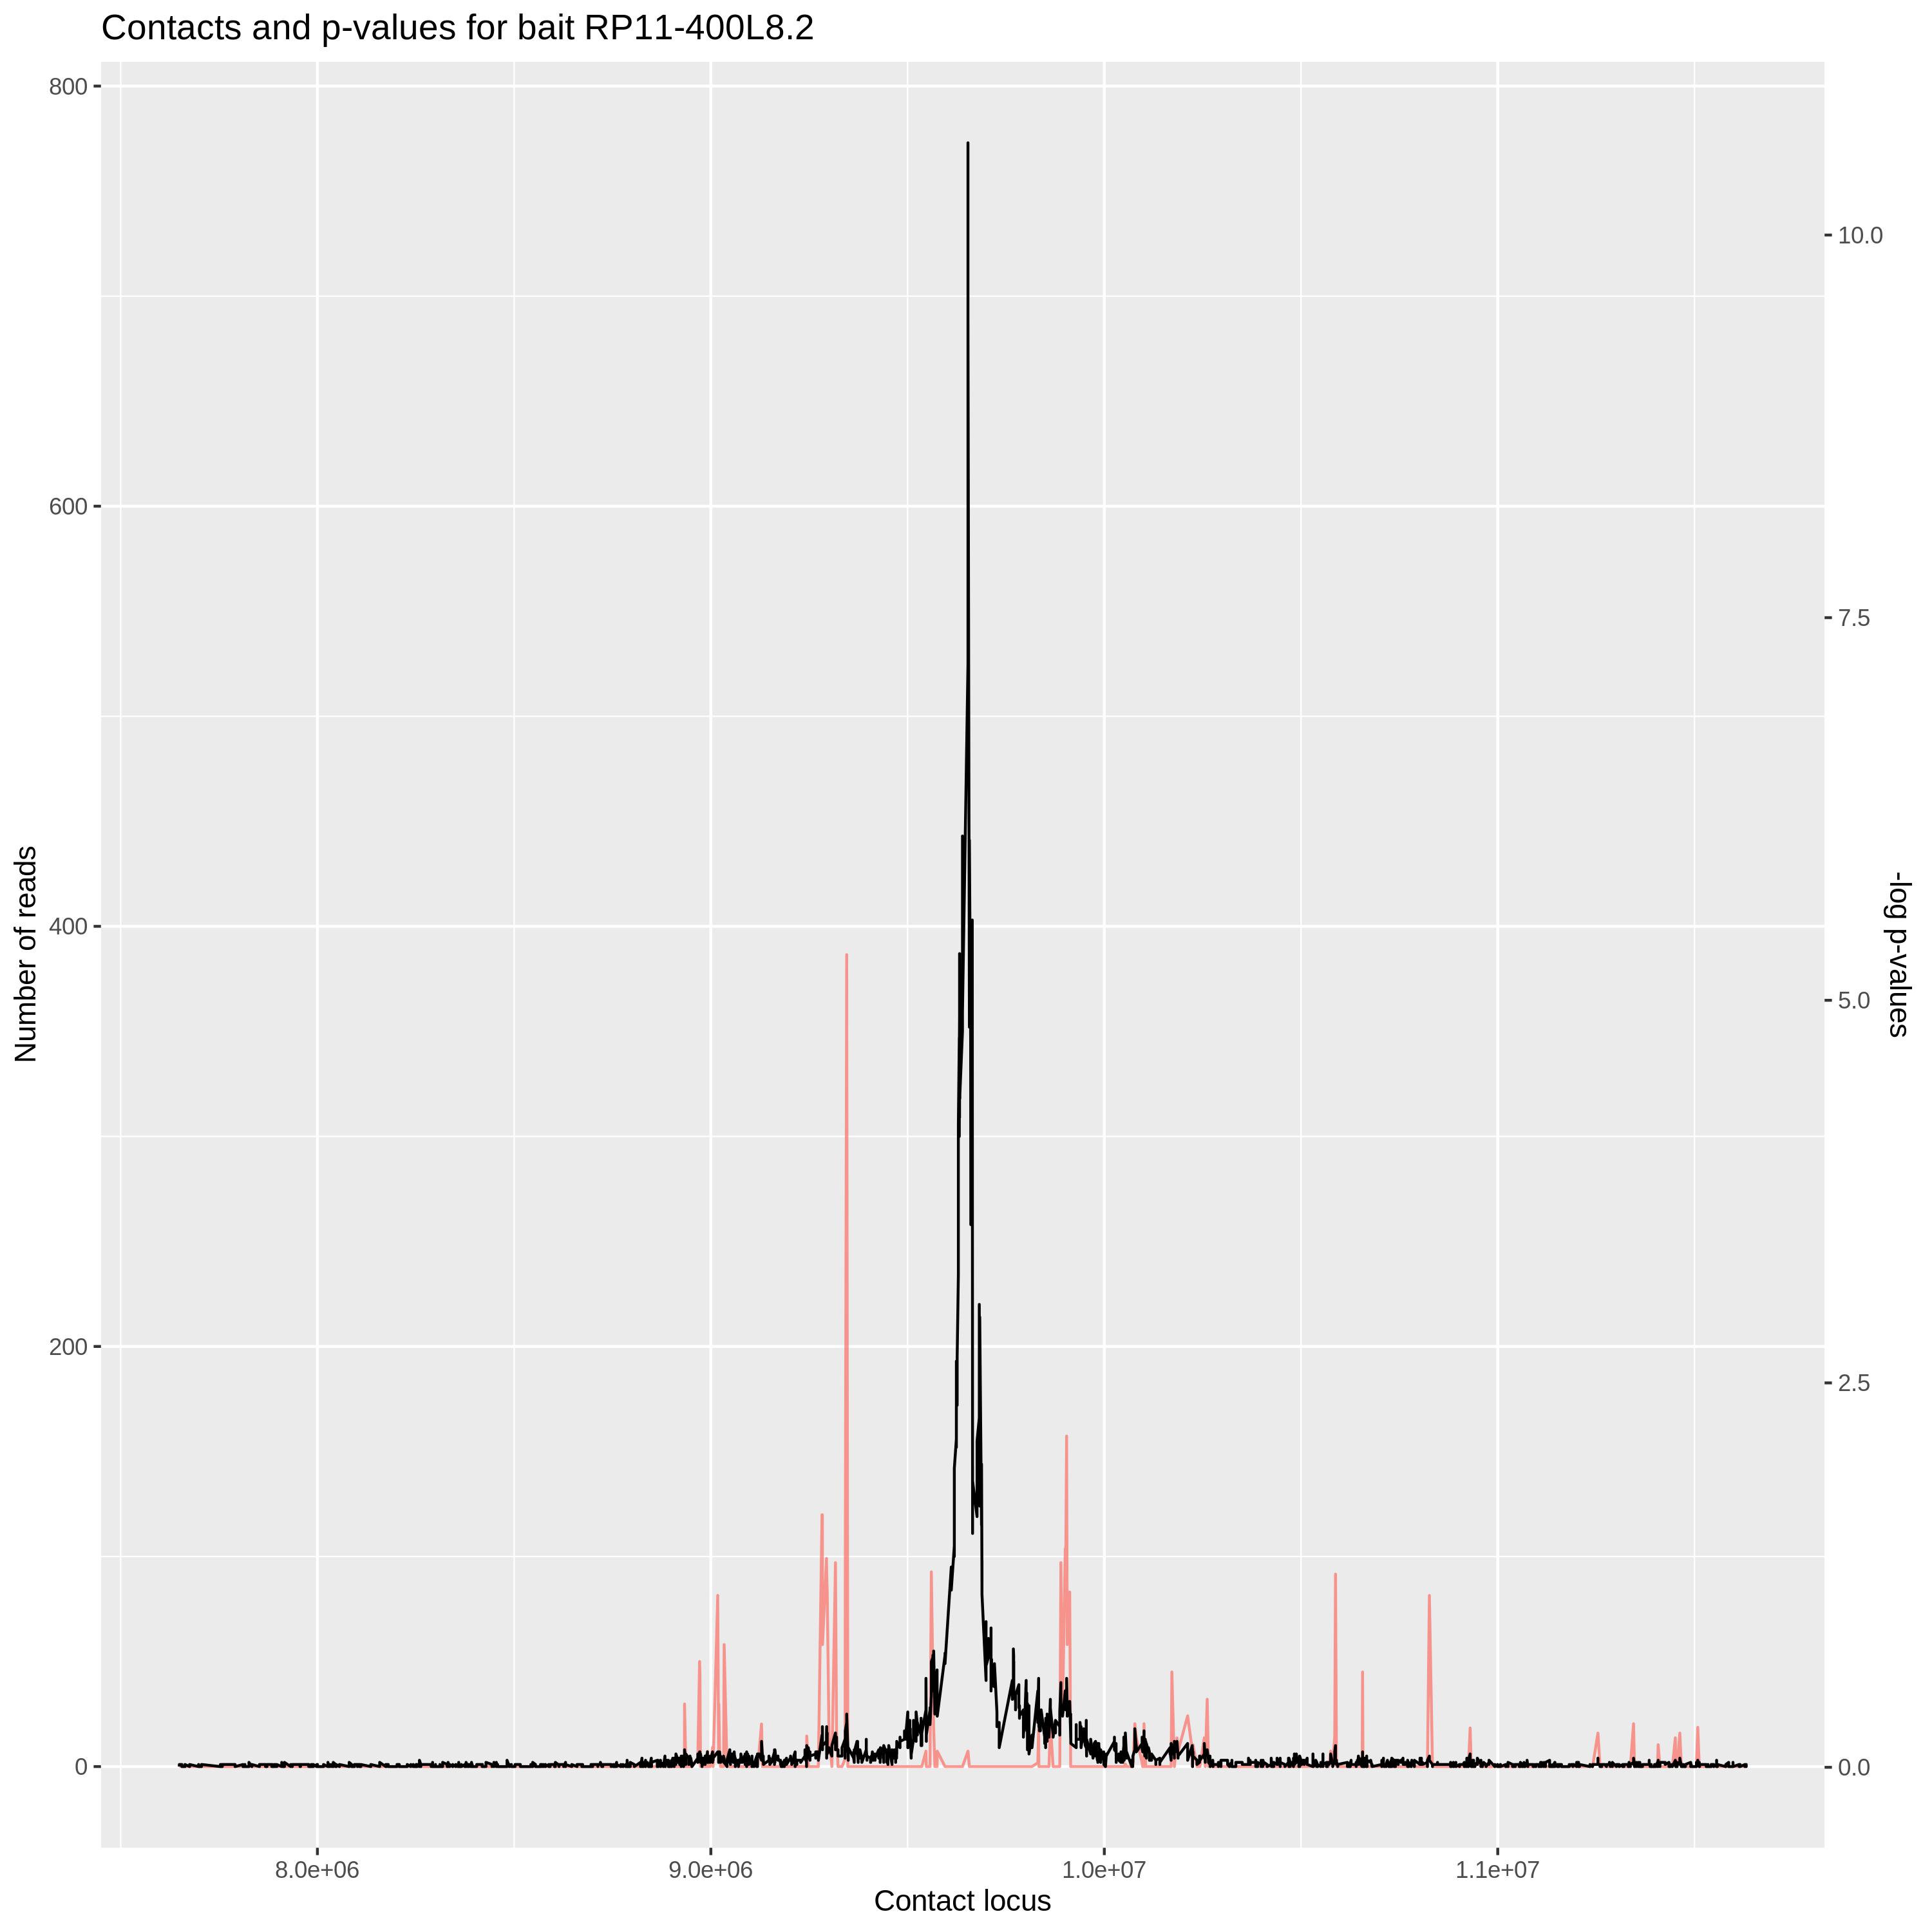 Contacts and p-values for bait RP11-400L8.2
800
600
400
200
0
Number of reads
10.0
7.5
5.0
2.5
0.0
-log p-values
8.0e+06
9.0e+06
1.0e+07
1.1e+07
Contact locus